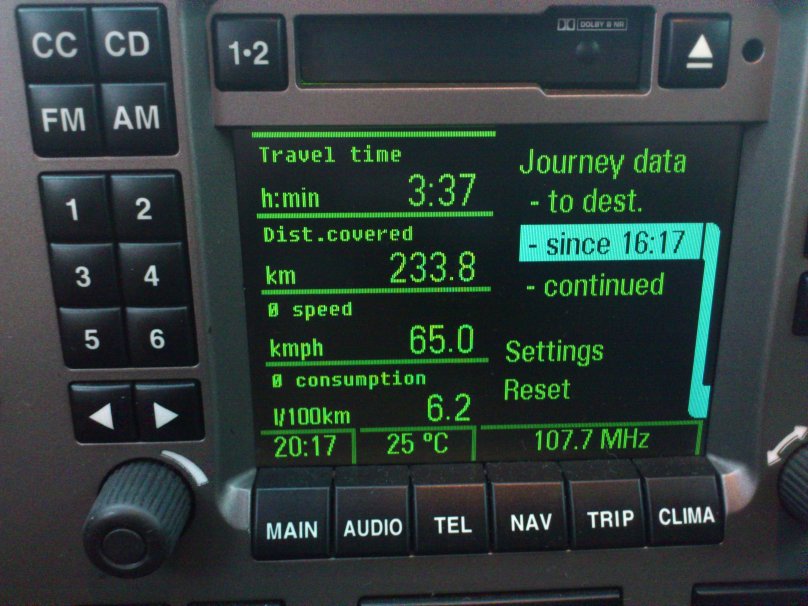 CC CD
1•2
DOLBY B NR
FM AM
1 2
3 4
5 6
Travel time
h:min 3:37
Dist.covered
km 233.8
Ø speed
kmph 65.0
Ø consumption
l/100km 6.2
Journey data
- to dest.
- since 16:17
- continued
Settings
Reset
20:17 25 ºC 107.7 MHz
MAIN AUDIO TEL NAV TRIP CLIMA